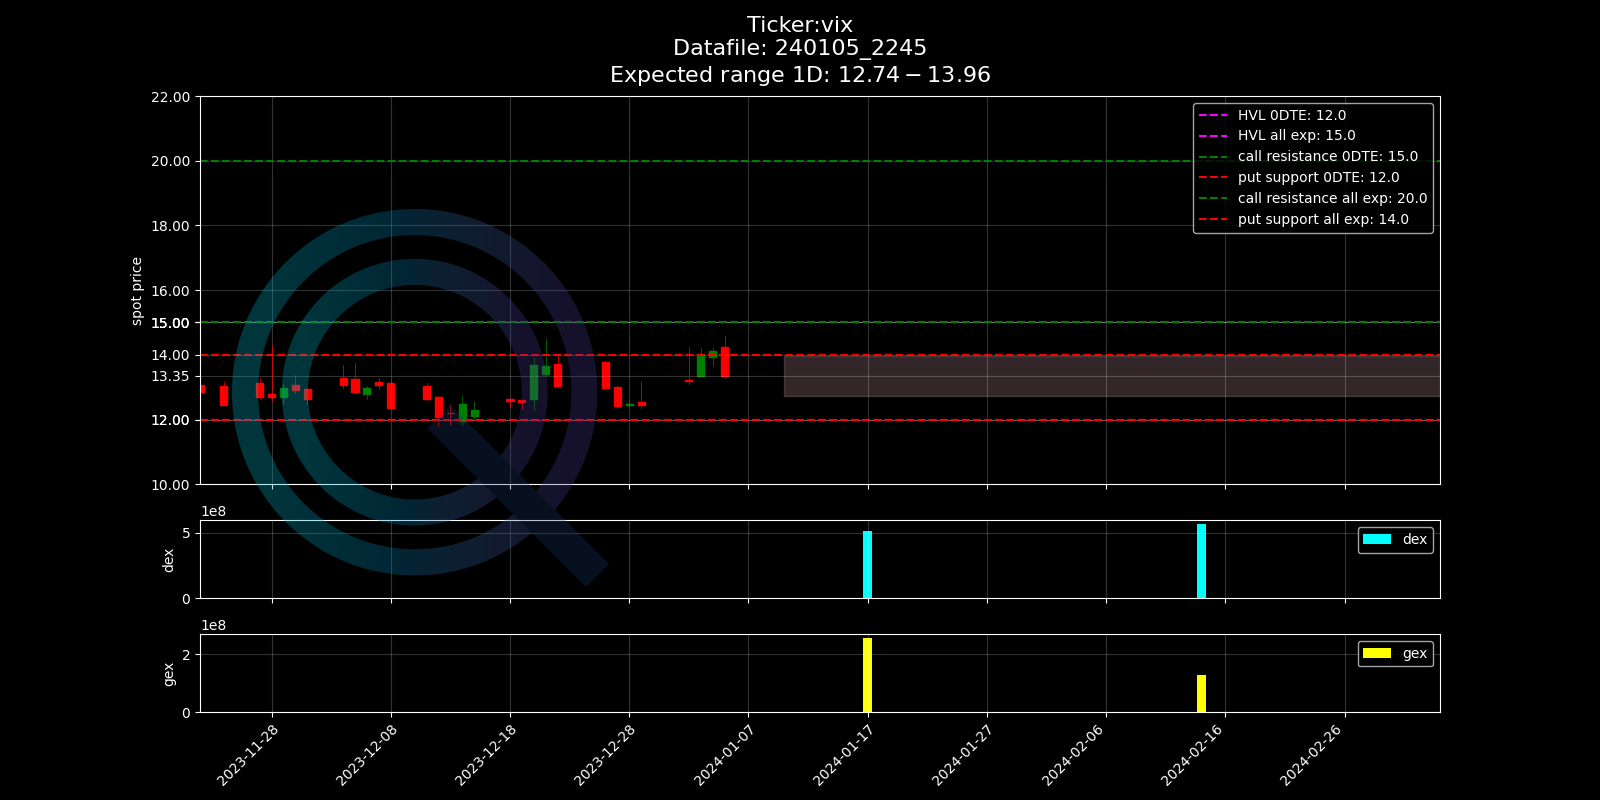 Ticker:vix
Datafile: 240105_2245
Expected range 1D: 12.74 − 13.96
22.00
20.00
18.00
16.00
15.00
14.00
13.35
12.00
10.00
spot price
HVL 0DTE: 12.0
HVL all exp: 15.0
call resistance 0DTE: 15.0
put support 0DTE: 12.0
call resistance all exp: 20.0
put support all exp: 14.0
1e8
5
0
dex
dex
1e8
2
0
gex
gex
2023-11-28
2023-12-08
2023-12-18
2023-12-28
2024-01-07
2024-01-17
2024-01-27
2024-02-06
2024-02-16
2024-02-26